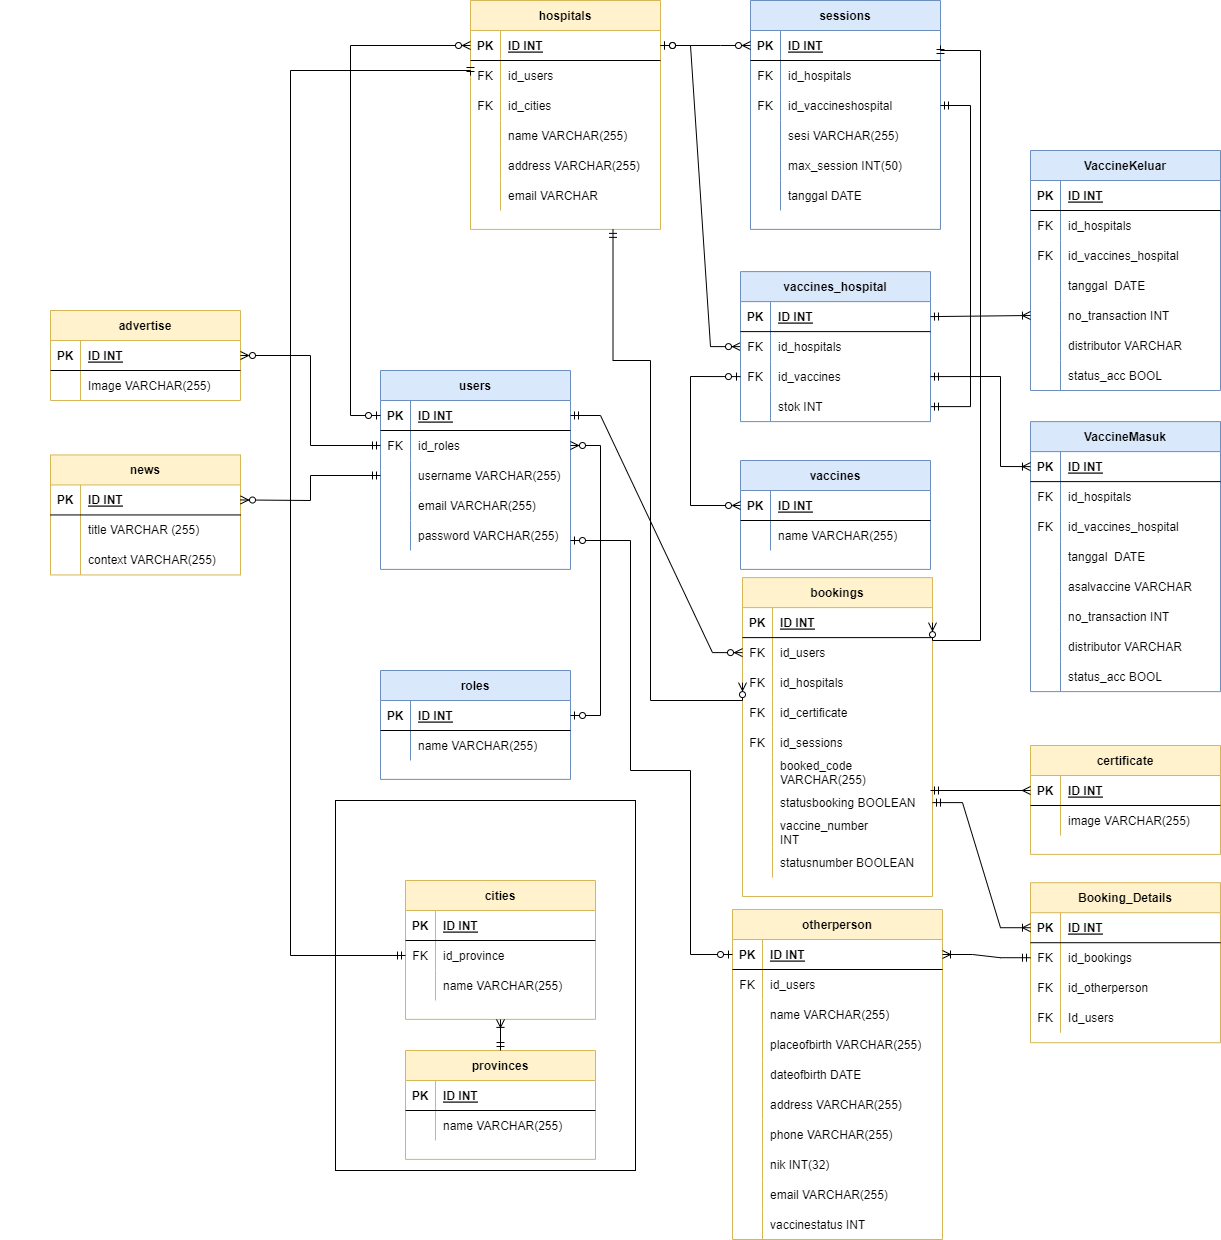 hospitals
PK ID INT
FK id_users
FK id_cities
name VARCHAR(255)
address VARCHAR(255)
email VARCHAR
sessions
PK ID INT
FK id_hospitals
FK id_vaccineshospital
sesi VARCHAR(255)
max_session INT(50)
tanggal DATE
VaccineKeluar
PK ID INT
FK id_hospitals
FK id_vaccines_hospital
tanggal  DATE
no_transaction INT
distributor VARCHAR
status_acc BOOL
vaccines_hospital
PK ID INT
FK id_hospitals
FK id_vaccines
stok INT
advertise
PK ID INT
Image VARCHAR(255)
users
PK ID INT
FK id_roles
username VARCHAR(255)
email VARCHAR(255)
password VARCHAR(255)
news
PK ID INT
title VARCHAR (255)
context VARCHAR(255)
vaccines
PK ID INT
name VARCHAR(255)
VaccineMasuk
PK ID INT
FK id_hospitals
FK id_vaccines_hospital
tanggal  DATE
asalvaccine VARCHAR
no_transaction INT
distributor VARCHAR
status_acc BOOL
bookings
PK ID INT
FK id_users
FK id_hospitals
FK id_certificate
FK id_sessions
booked_code
VARCHAR(255)
statusbooking BOOLEAN
vaccine_number
INT
statusnumber BOOLEAN
roles
PK ID INT
name VARCHAR(255)
certificate
PK ID INT
image VARCHAR(255)
cities
PK ID INT
FK id_province
name VARCHAR(255)
provinces
PK ID INT
name VARCHAR(255)
otherperson
PK ID INT
FK id_users
name VARCHAR(255)
placeofbirth VARCHAR(255)
dateofbirth DATE
address VARCHAR(255)
phone VARCHAR(255)
nik INT(32)
email VARCHAR(255)
vaccinestatus INT
Booking_Details
PK ID INT
FK id_bookings
FK id_otherperson
FK Id_users